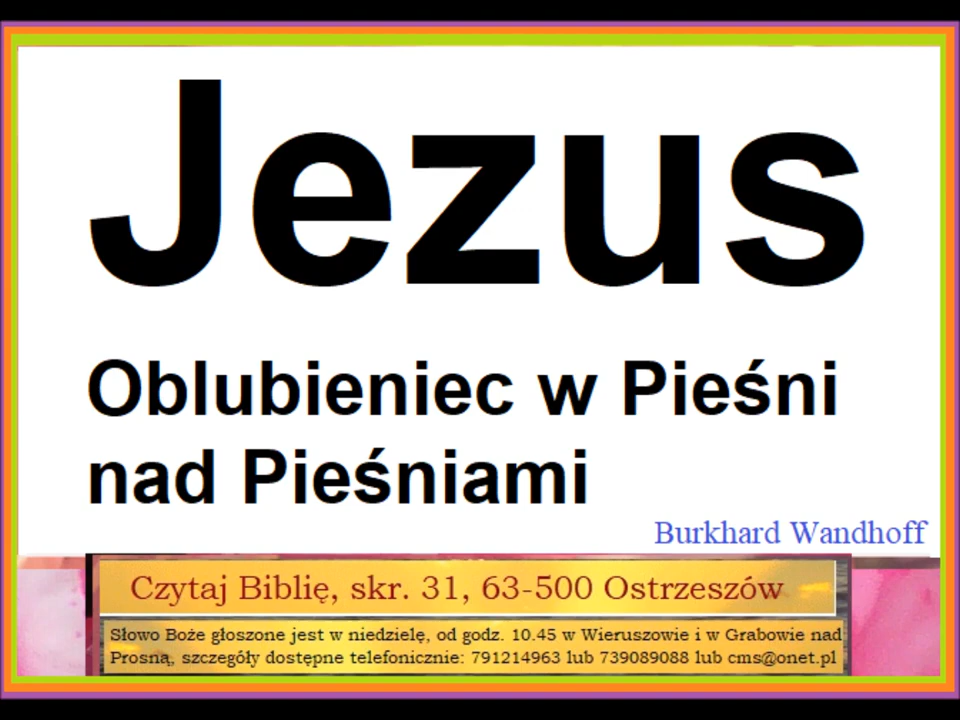 Jezus
Oblubieniec w Pieśni
nad Pieśniami
Burkhard Wandhoff
Czytaj Biblię, skr. 31, 63-500 Ostrzeszów
Słowo Boże głoszone jest w niedzielę, od godz. 10.45 w Wieruszowie i w Grabowie nad
Prosną, szczegóły dostępne telefonicznie: 791214963 lub 739089088 lub cms@onet.pl